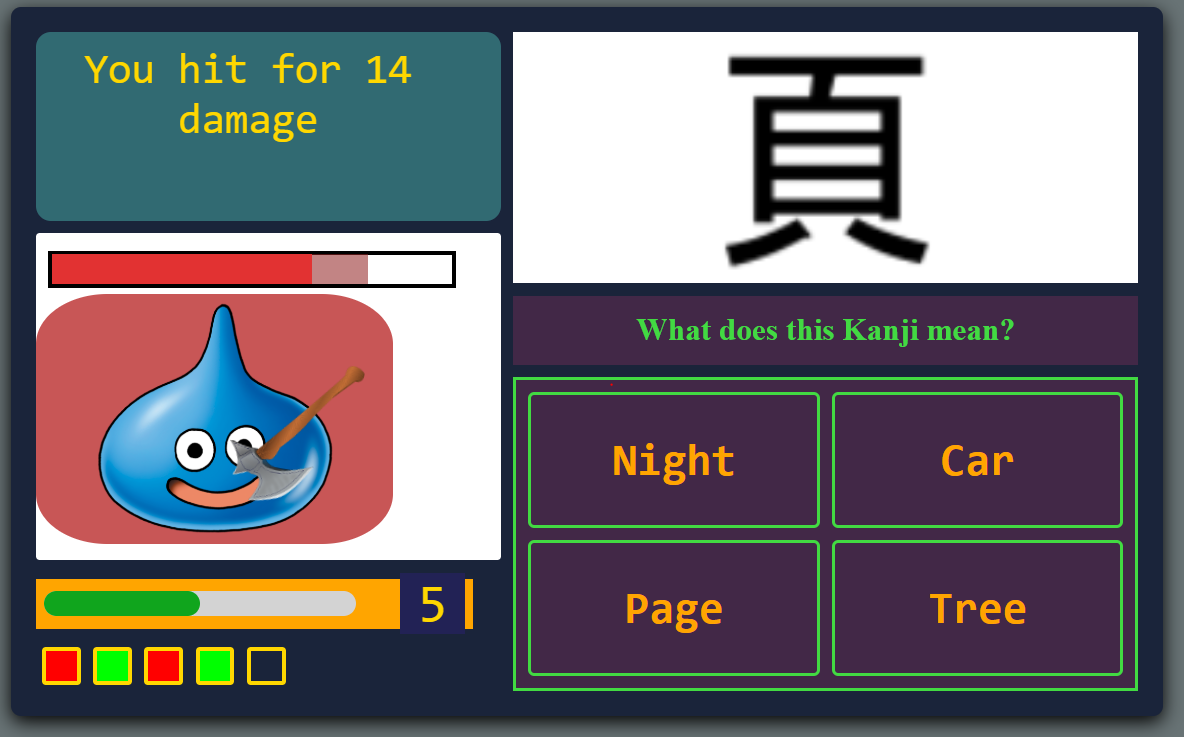 You hit for 14
damage
頁
What does this Kanji mean?
Night
Car
Page
Tree
5